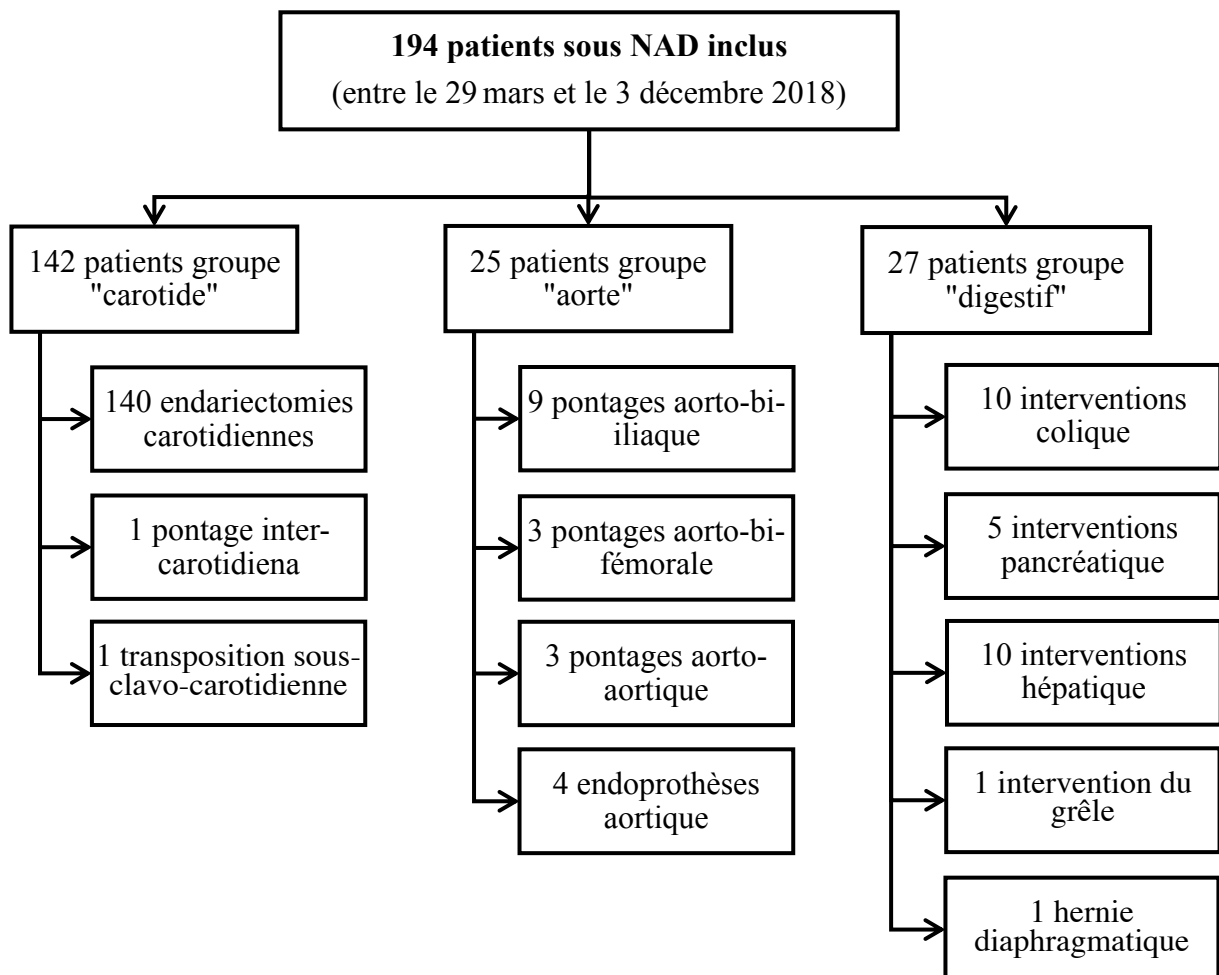 194 patients sous NAD inclus
(entre le 29 mars et le 3 décembre 2018)
142 patients groupe
"carotide"
140 endariectomies
carotidiennes
1 pontage inter-
carotidiena
1 transposition sous-
clavo-carotidienne
25 patients groupe
"aorte"
9 pontages aorto-bi-
iliaque
3 pontages aorto-bi-
fémorale
3 pontages aorto-
aortique
4 endoprothèses
aortique
27 patients groupe
"digestif"
10 interventions
colique
5 interventions
pancréatique
10 interventions
hépatique
1 intervention du
grêle
1 hernie
diaphragmatique